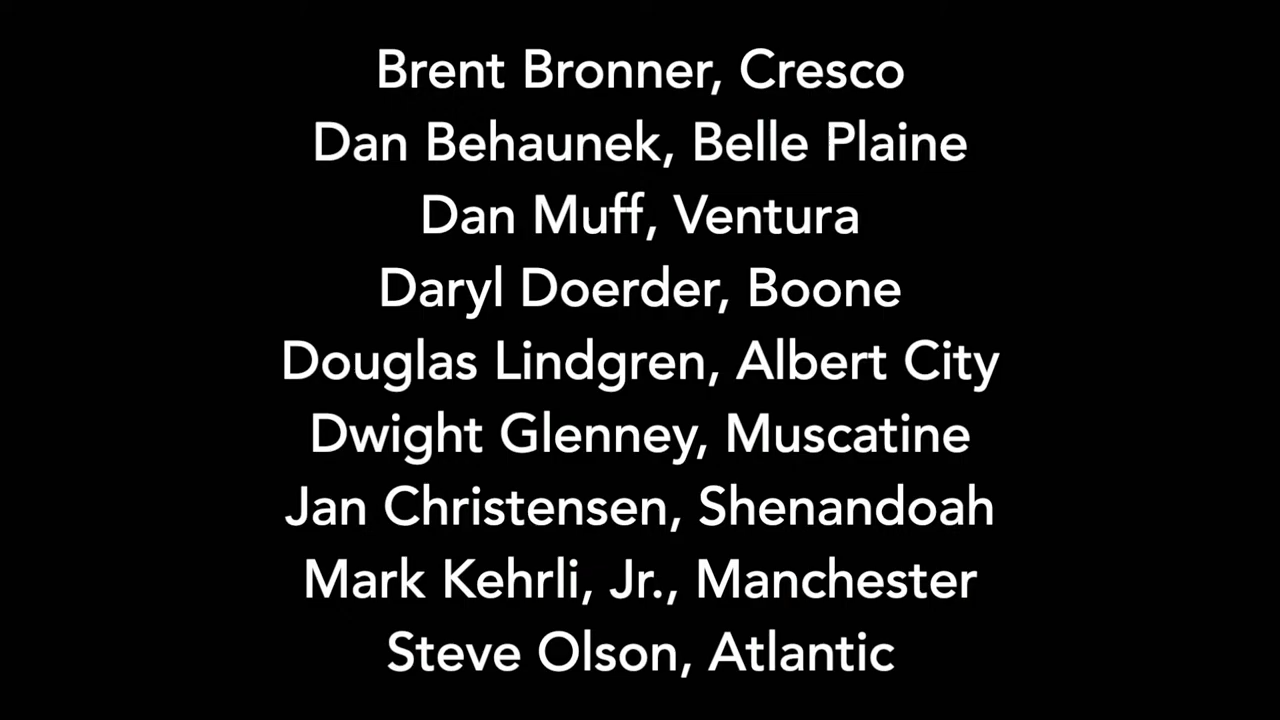 Brent Bronner, Cresco
Dan Behaunek, Belle Plaine
Dan Muff, Ventura
Daryl Doerder, Boone
Douglas Lindgren, Albert City
Dwight Glenney, Muscatine
Jan Christensen, Shenandoah
Mark Kehrli, Jr., Manchester
Steve Olson, Atlantic